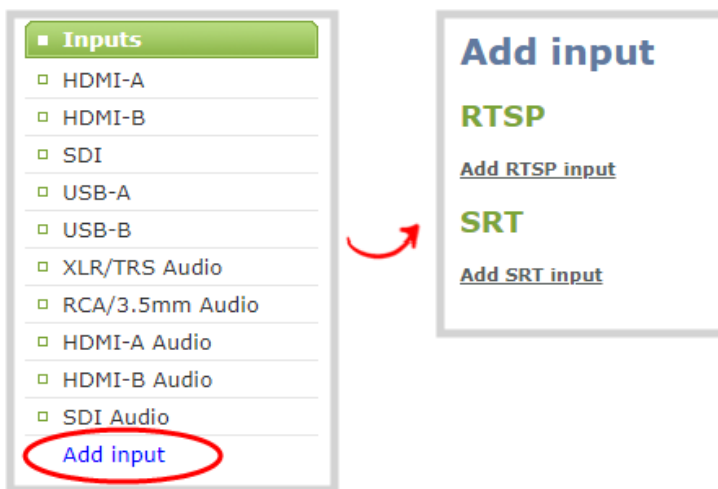 Inputs
HDMI-A
HDMI-B
SDI
USB-A
USB-B
XLR/TRS Audio
RCA/3.5mm Audio
HDMI-A Audio
HDMI-B Audio
SDI Audio
Add input
Add input
RTSP
Add RTSP input
SRT
Add SRT input